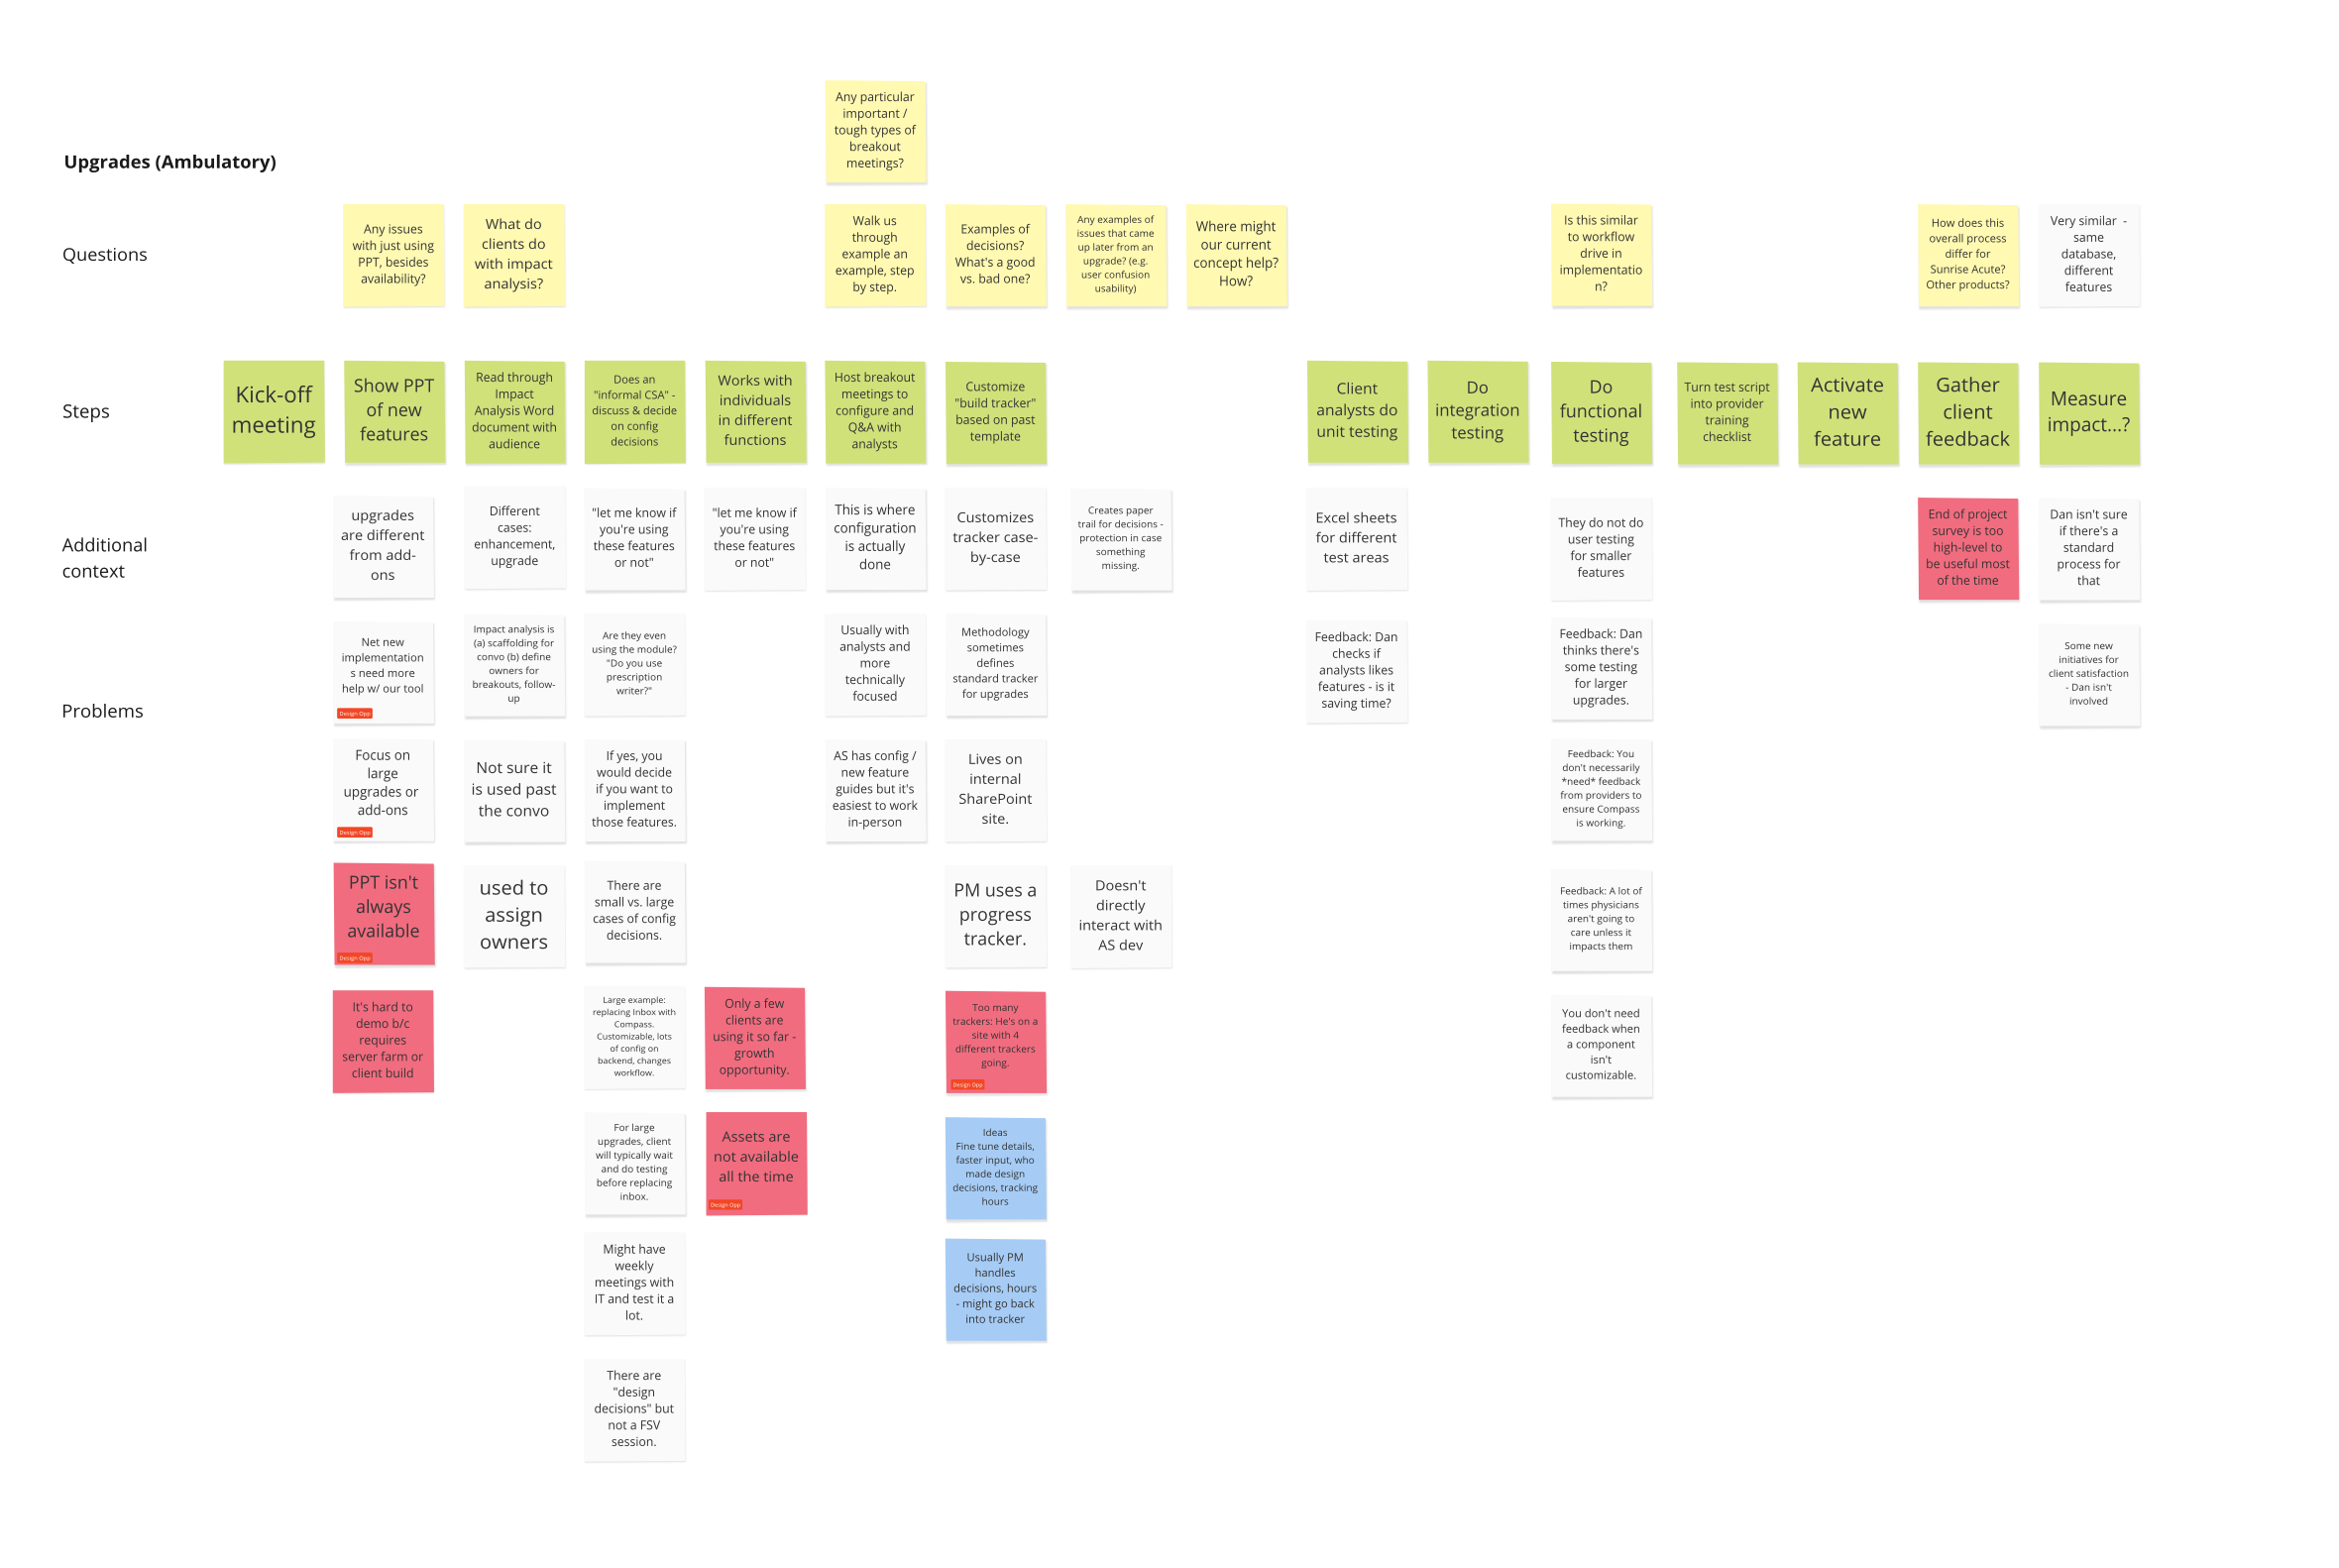 Any particular
important /
tough types of
breakout
meetings?
Upgrades (Ambulatory)
Questions
Any issues
with just using
PPT, besides
availability?
What do
clients do
with impact
analysis?
Walk us
through
example an
example, step
by step.
Examples of
decisions?
What's a good
vs. bad one?
Any examples of
issues that came
up later from an
upgrade? (e.g.
user confusion
usability)
Where might
our current
concept help?
How?
Is this similar
to workflow
drive in
implementatio
n?
How does this
overall process
differ for
Sunrise Acute?
Other products?
Very similar -
same
database,
different
features
Steps
Kick-off
meeting
Show PPT
of new
features
Read through
Impact
Analysis Word
document with
audience
Does an
"informal CSA" -
discuss & decide
on config
decisions
Works with
individuals
in different
functions
Host breakout
meetings to
configure and
Q&A with
analysts
Customize
"build tracker"
based on past
template
Client
analysts do
unit testing
Do
integration
testing
Do
functional
testing
Turn test script
into provider
training
checklist
Activate
new
feature
Gather
client
feedback
Measure
impact...?
Additional
context
upgrades
are different
from add-
ons
Different
cases:
enhancement,
upgrade
"let me know if
you're using
these features
or not"
"let me know if
you're using
these features
or not"
This is where
configuration
is actually
done
Customizes
tracker case-
by-case
Creates paper
trail for decisions -
protection in case
something
missing.
Excel sheets
for different
test areas
They do not do
user testing
for smaller
features
End of project
survey is too
high-level to
be useful most
of the time
Dan isn't sure
if there's a
standard
process for
that
Problems
Net new
implementation
s need more
help w/ our tool
Design Opp
Impact analysis is
(a) scaffolding for
convo (b) define
owners for
breakouts, follow-
up
Are they even
using the module?
"Do you use
prescription
writer?"
Usually with
analysts and
more
technically
focused
Methodology
sometimes
defines
standard tracker
for upgrades
Feedback: Dan
checks if
analysts likes
features - is it
saving time?
Feedback: Dan
thinks there's
some testing
for larger
upgrades.
Some new
initiatives for
client satisfaction
- Dan isn't
involved
Focus on
large
upgrades or
add-ons
Design Opp
Not sure it
is used past
the convo
If yes, you
would decide
if you want to
implement
those features.
AS has config /
new feature
guides but it's
easiest to work
in-person
Lives on
internal
SharePoint
site.
Feedback: You
don't necessarily
*need* feedback
from providers to
ensure Compass
is working.
PPT isn't
always
available
Design Opp
used to
assign
owners
There are
small vs. large
cases of config
decisions.
PM uses a
progress
tracker.
Doesn't
directly
interact with
AS dev
Feedback: A lot of
times physicians
aren't going to
care unless it
impacts them
It's hard to
demo b/c
requires
server farm or
client build
Large example:
replacing Inbox with
Compass.
Customizable, lots
of config on
backend, changes
workflow.
Only a few
clients are
using it so far -
growth
opportunity.
Too many
trackers: He's on a
site with 4
different trackers
going.
Design Opp
You don't need
feedback when
a component
isn't
customizable.
For large
upgrades, client
will typically wait
and do testing
before replacing
inbox.
Assets are
not available
all the time
Design Opp
Ideas
Fine tune details,
faster input, who
made design
decisions, tracking
hours
Might have
weekly
meetings with
IT and test it a
lot.
Usually PM
handles
decisions, hours
- might go back
into tracker
There are
"design
decisions" but
not a FSV
session.